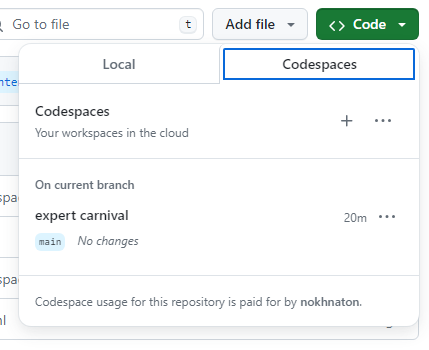 Go to file
t
Add file
<> Code
Local
Codespaces
Codespaces
Your workspaces in the cloud
On current branch
expert carnival
20m
main
No changes
Codespace usage for this repository is paid for by nokhnaton.